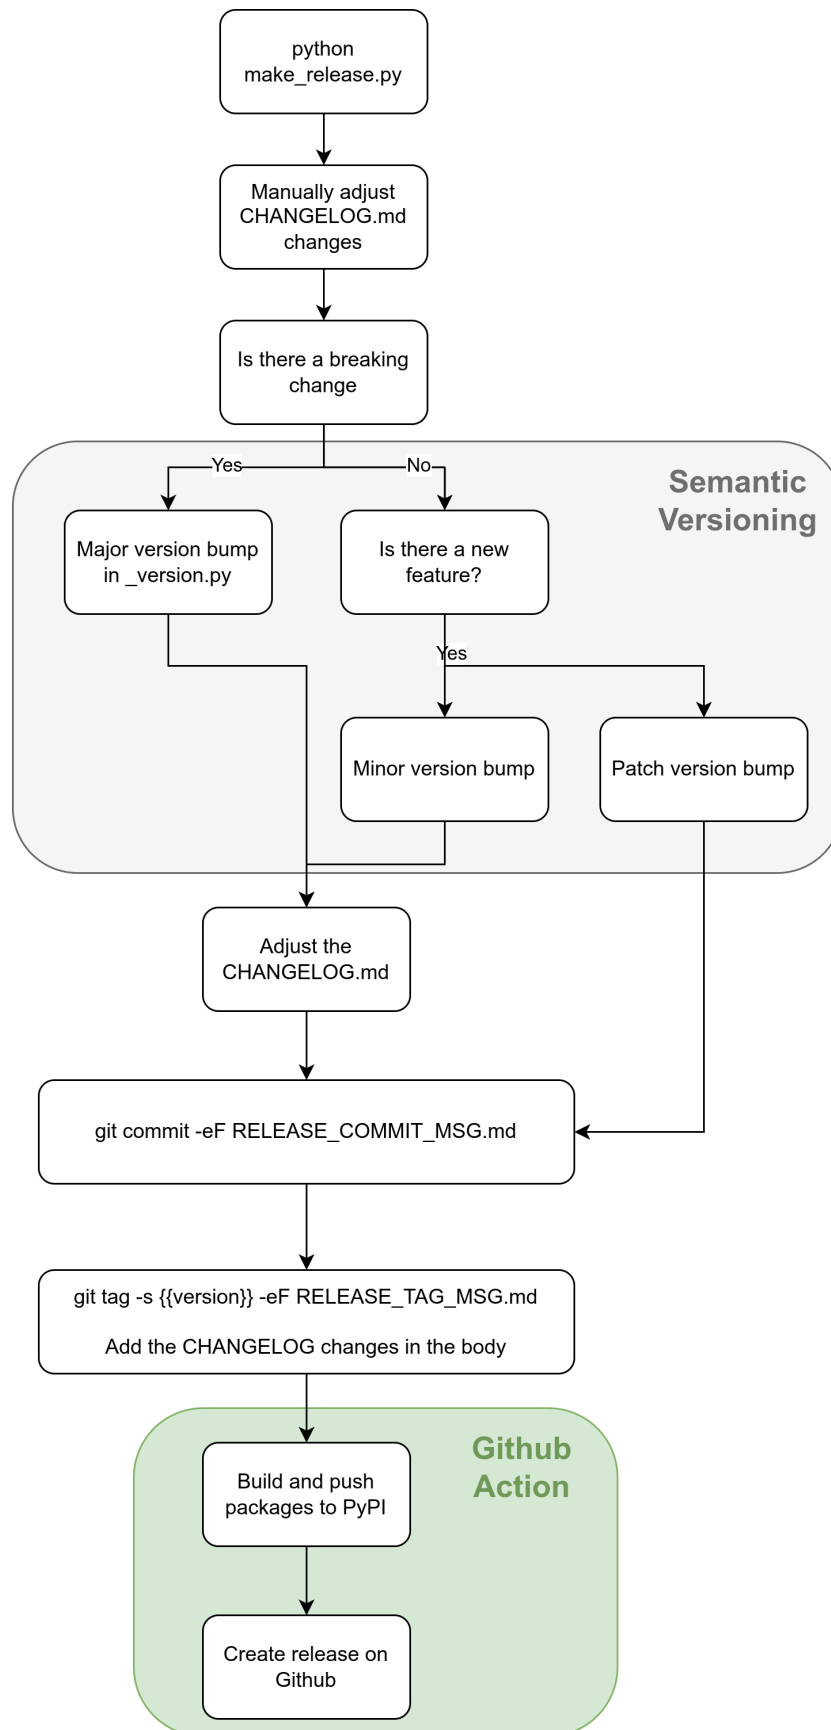 python
make_release.py
Manually adjust
CHANGELOG.md
changes
Is there a breaking
change
Yes
No
Semantic
Versioning
Major version bump
in _version.py
Is there a new
feature?
Yes
Minor version bump
Patch version bump
Adjust the
CHANGELOG.md
git commit -eF RELEASE_COMMIT_MSG.md
git tag -s {{version}} -eF RELEASE_TAG_MSG.md
Add the CHANGELOG changes in the body
Github
Action
Build and push
packages to PyPI
Create release on
Github